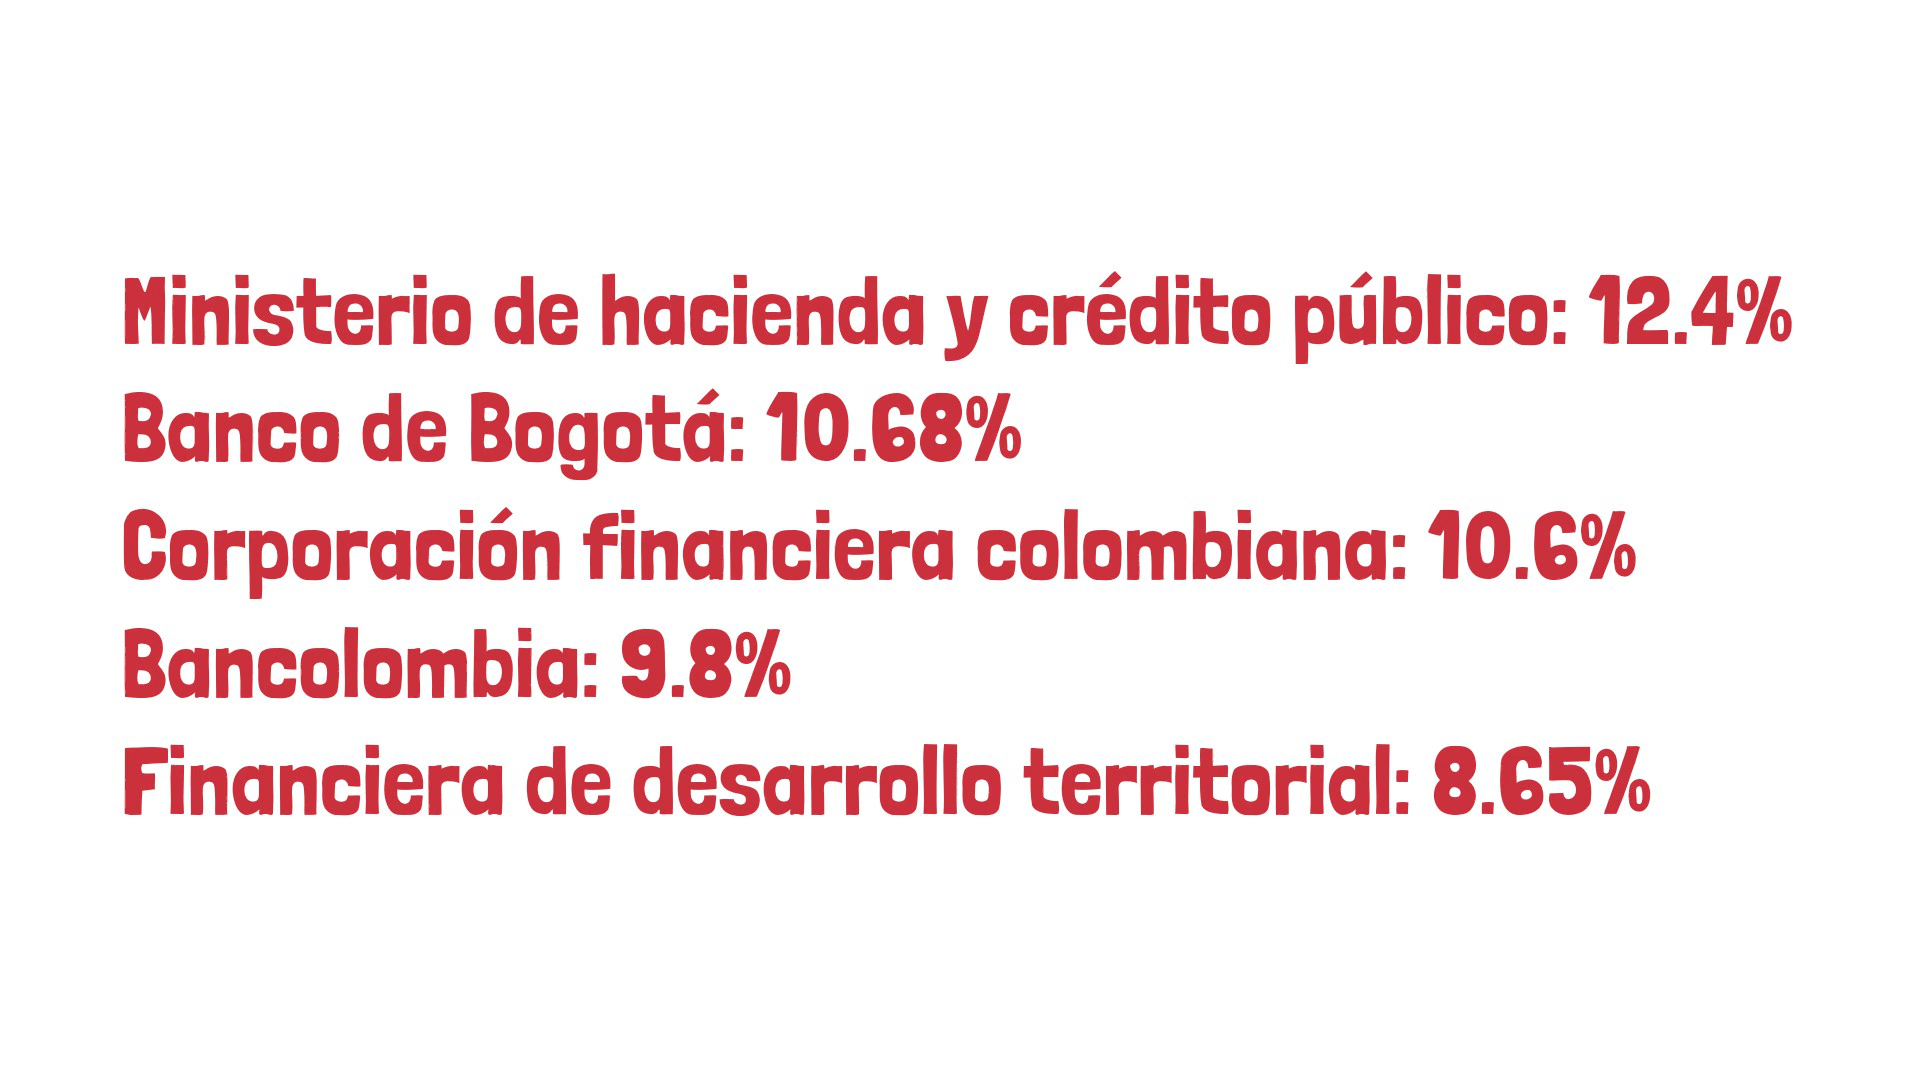 Ministerio de hacienda y crédito público: 12.4%
Banco de Bogotá: 10.68%
Corporación financiera colombiana: 10.6%
Bancolombia: 9.8%
Financiera de desarrollo territorial: 8.65%